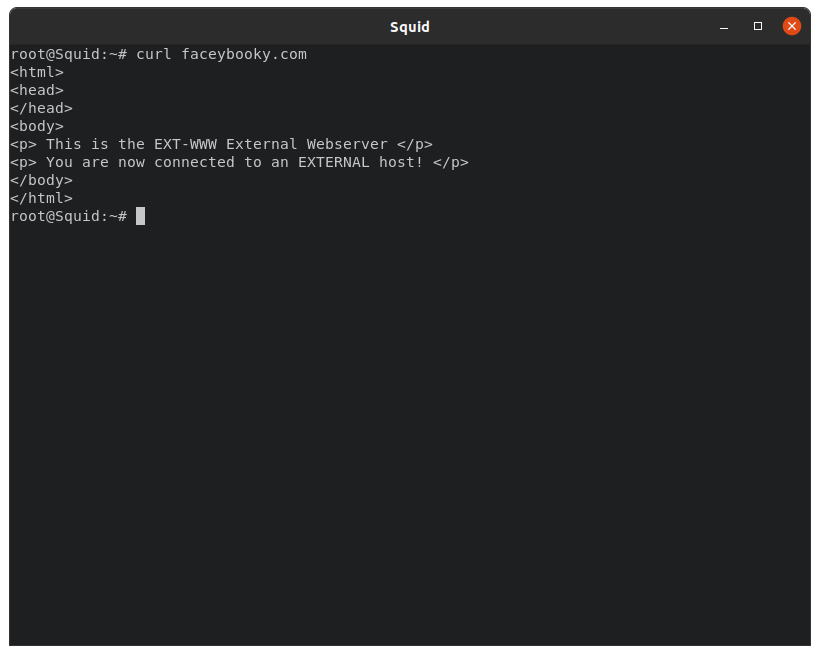 Squid
root@Squid:~# curl faceybooky.com
<html>
<head>
</head>
<body>
<p> This is the EXT-WWW External Webserver </p>
<p> You are now connected to an EXTERNAL host! </p>
</body>
</html>
root@Squid:~#